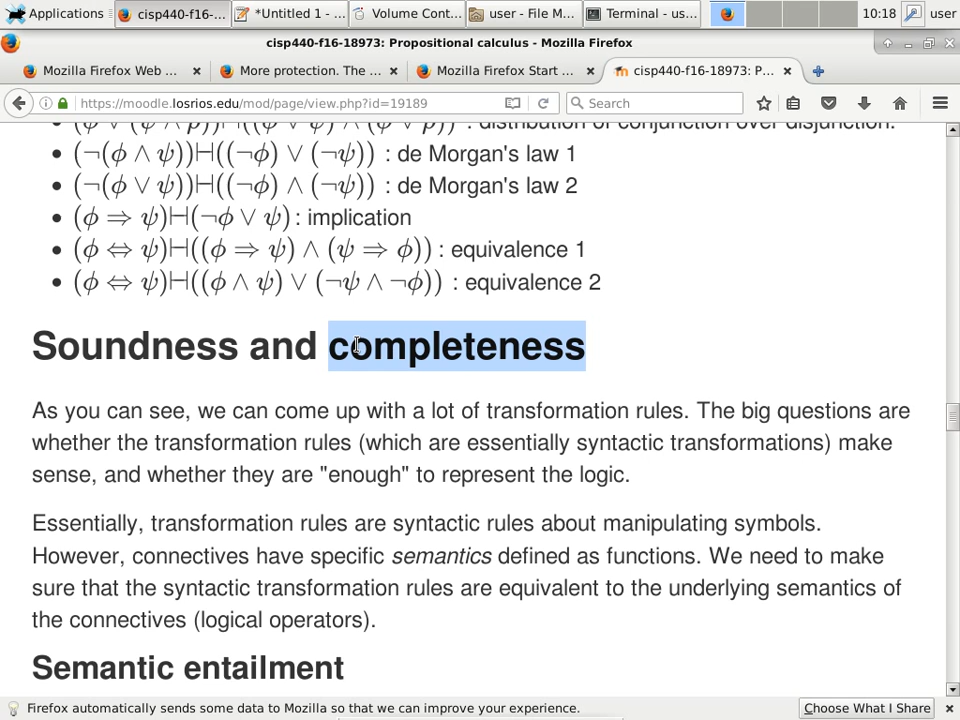 Applications
cisp440-f16-...
*Untitled 1 - ...
Volume Cont...
user - File M...
Terminal - us...
10:18
user
cisp440-f16-18973: Propositional calculus - Mozilla Firefox
Mozilla Firefox Web ...
More protection. The ...
Mozilla Firefox Start ...
cisp440-f16-18973: P...
https://moodle.losrios.edu/mod/page/view.php?id=19189
Search
: distribution of conjunction over disjunction.
• (¬(ϕ ∧ ψ))⊢⊣((¬ϕ) ∨ (¬ψ)) : de Morgan's law 1
• (¬(ϕ ∨ ψ))⊢⊣((¬ϕ) ∧ (¬ψ)) : de Morgan's law 2
• (ϕ ⇒ ψ)⊢⊣(¬ϕ ∨ ψ) : implication
• (ϕ ⇔ ψ)⊢⊣((ϕ ⇒ ψ) ∧ (ψ ⇒ ϕ)) : equivalence 1
• (ϕ ⇔ ψ)⊢⊣((ϕ ∧ ψ) ∨ (¬ψ ∧ ¬ϕ)) : equivalence 2
Soundness and completeness
As you can see, we can come up with a lot of transformation rules. The big questions are
whether the transformation rules (which are essentially syntactic transformations) make
sense, and whether they are "enough" to represent the logic.
Essentially, transformation rules are syntactic rules about manipulating symbols.
However, connectives have specific semantics defined as functions. We need to make
sure that the syntactic transformation rules are equivalent to the underlying semantics of
the connectives (logical operators).
Semantic entailment
Firefox automatically sends some data to Mozilla so that we can improve your experience.
Choose What I Share